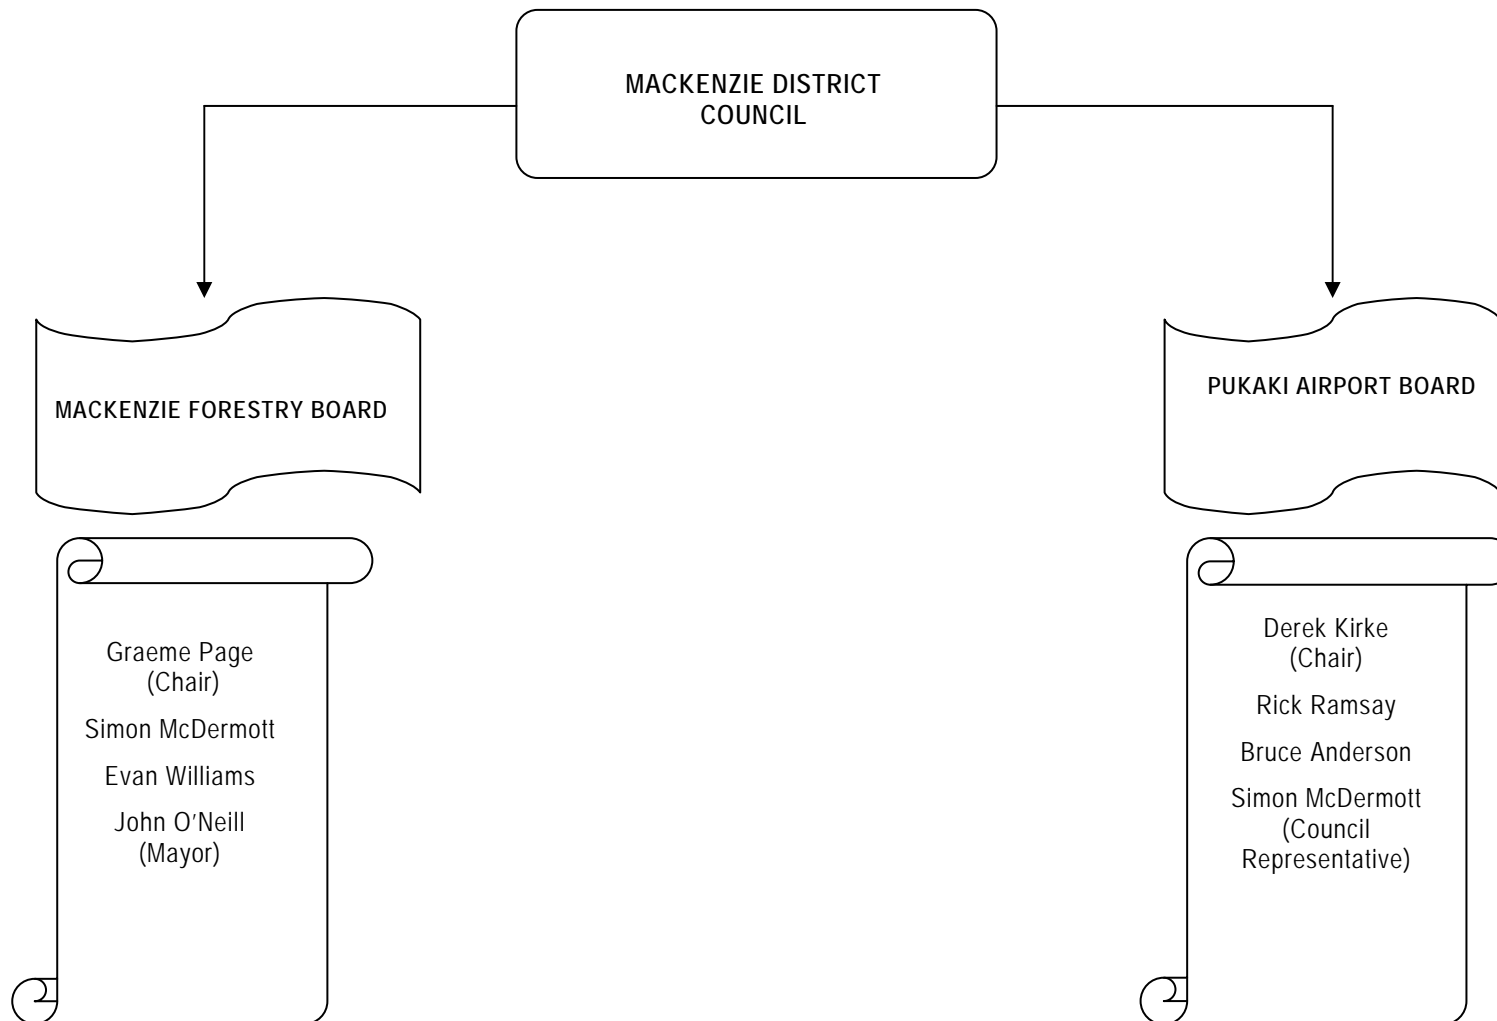 MACKENZIE DISTRICT
COUNCIL
MACKENZIE FORESTRY BOARD
PUKAKI AIRPORT BOARD
Graeme Page
(Chair)
Simon McDermott
Evan Williams
John O'Neill
(Mayor)
Derek Kirke
(Chair)
Rick Ramsay
Bruce Anderson
Simon McDermott
(Council
Representative)